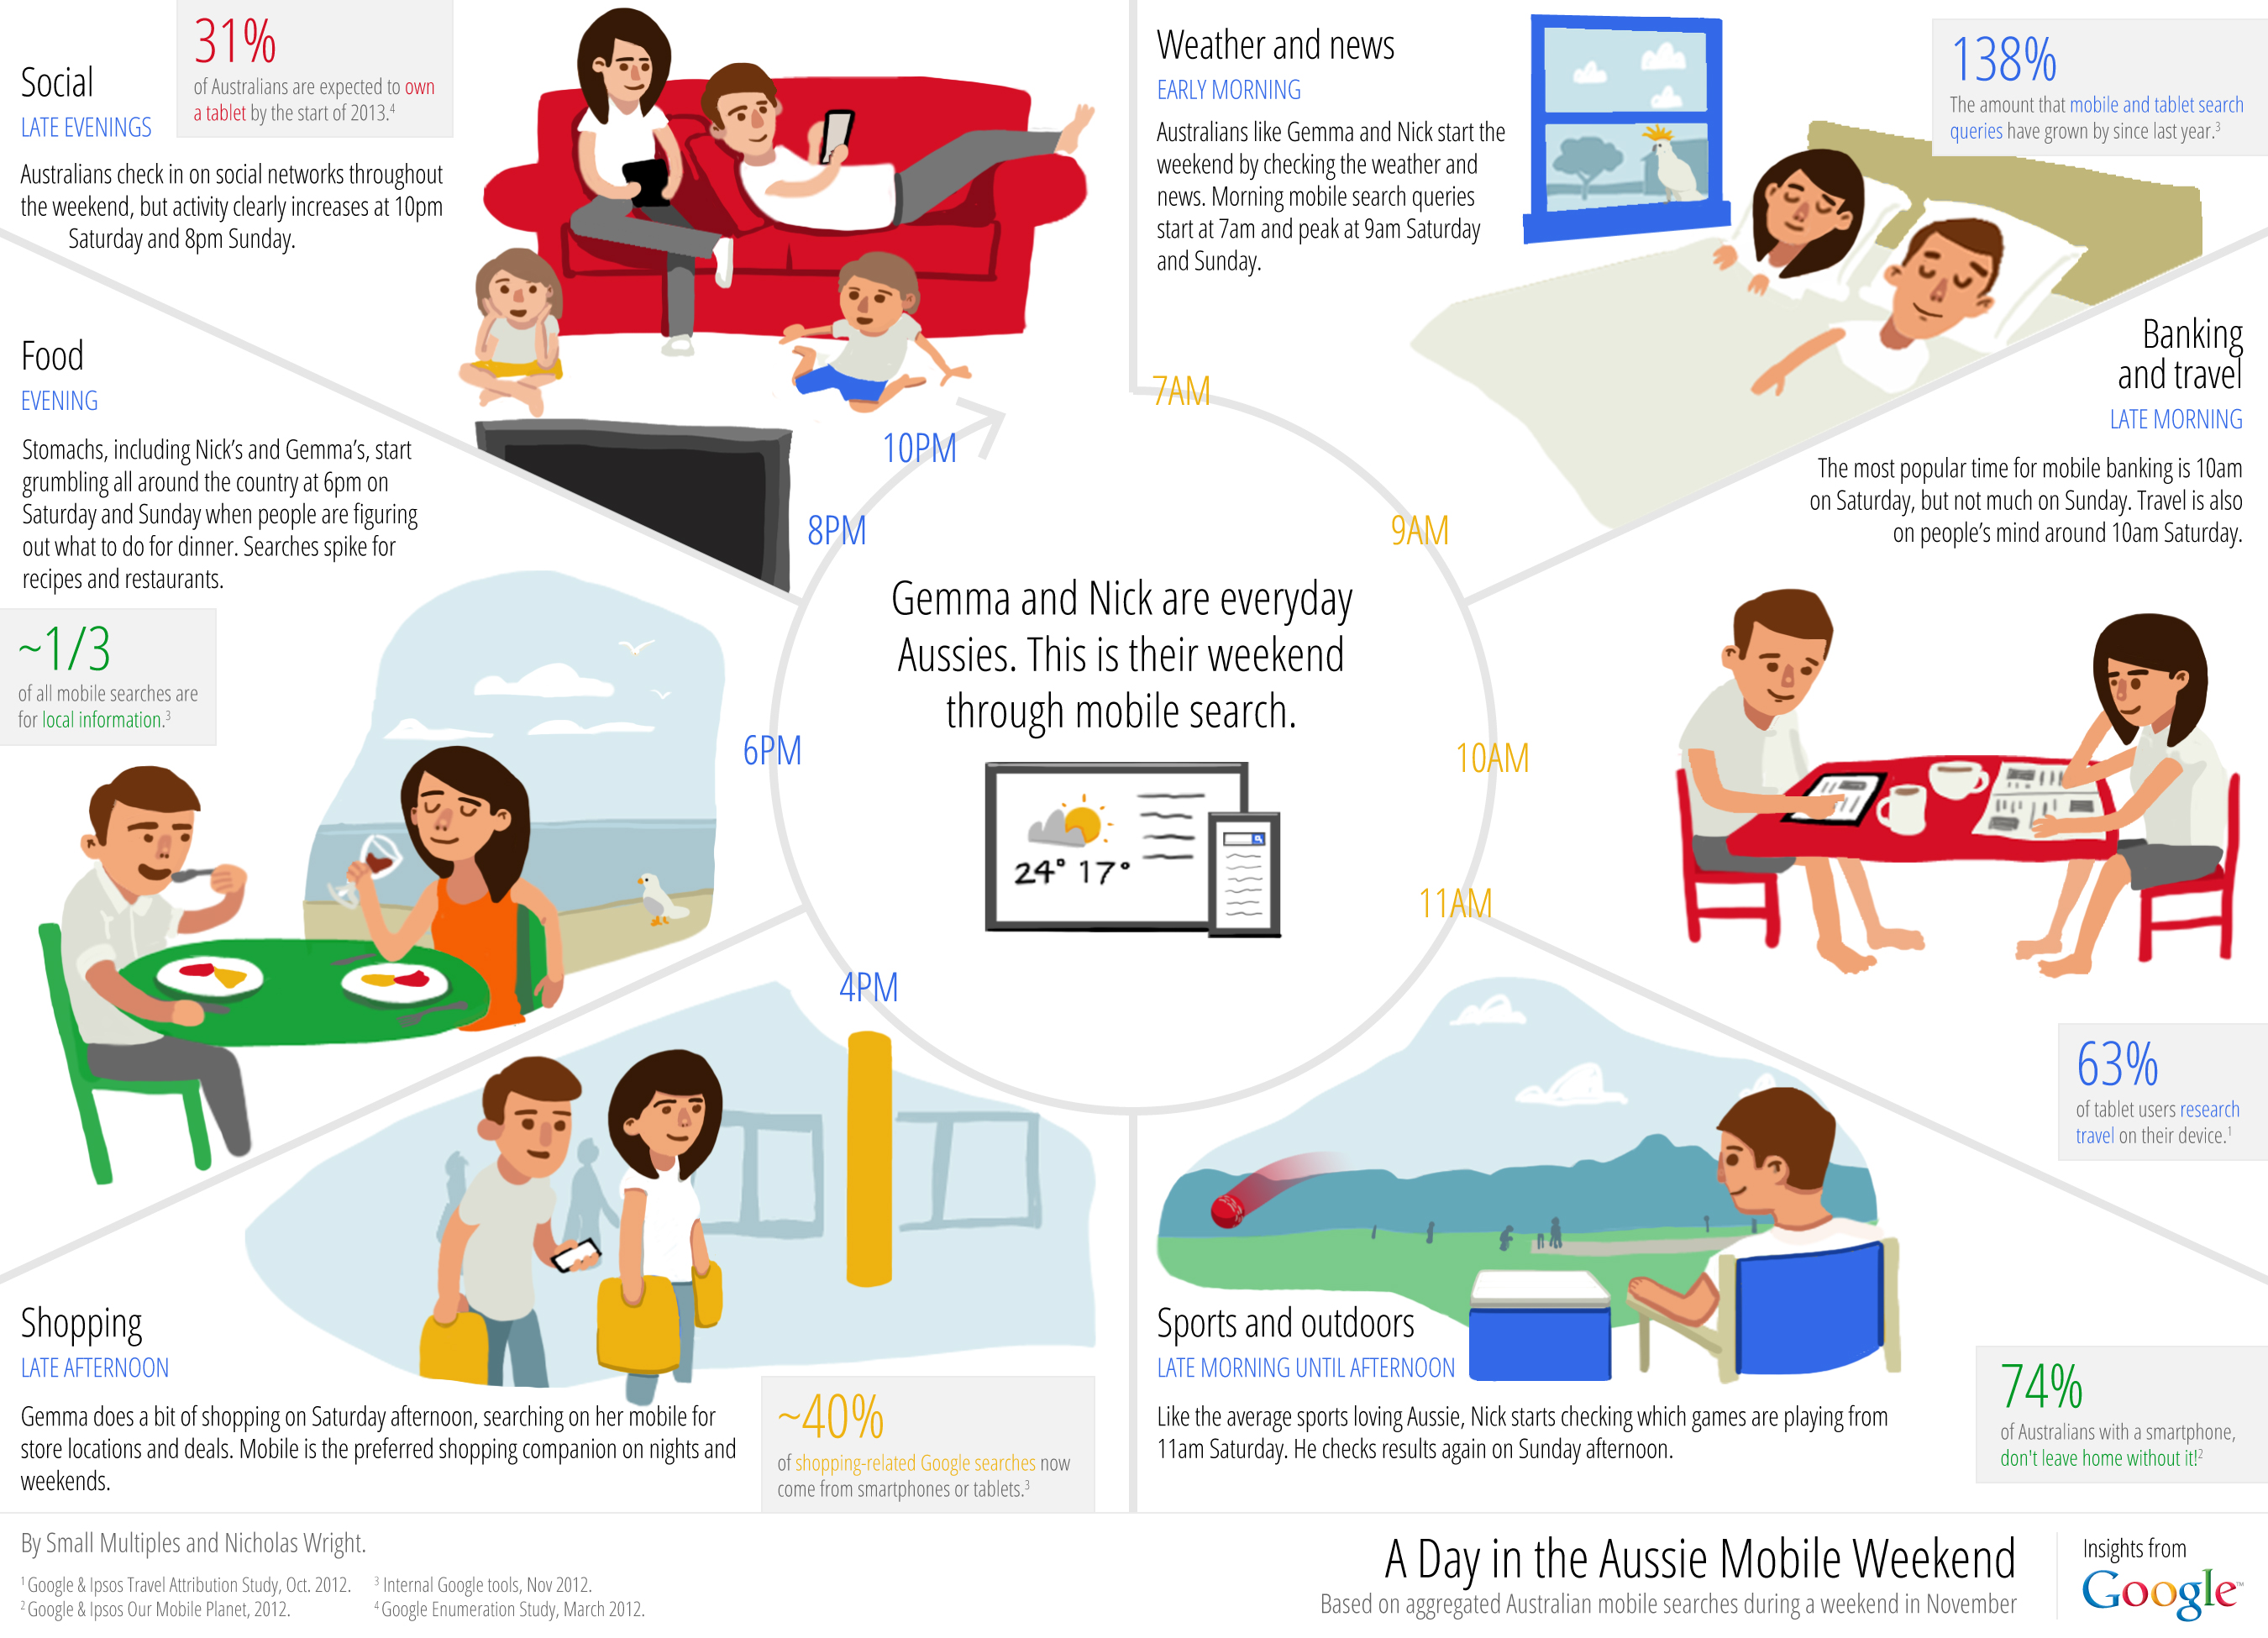 Social
LATE EVENINGS
31%
of Australians are expected to own
a tablet by the start of 2013.⁴
Australians check in on social networks throughout
the weekend, but activity clearly increases at 10pm
Saturday and 8pm Sunday.
Weather and news
EARLY MORNING
Australians like Gemma and Nick start the
weekend by checking the weather and
news. Morning mobile search queries
start at 7am and peak at 9am Saturday
and Sunday.
138%
The amount that mobile and tablet search
queries have grown by since last year.³
Food
EVENING
Stomachs, including Nick's and Gemma's, start
grumbling all around the country at 6pm on
Saturday and Sunday when people are figuring
out what to do for dinner. Searches spike for
recipes and restaurants.
~1/3
of all mobile searches are
for local information.³
Banking
and travel
LATE MORNING
The most popular time for mobile banking is 10am
on Saturday, but not much on Sunday. Travel is also
on people's mind around 10am Saturday.
7AM
9AM
10AM
11AM
4PM
6PM
8PM
10PM
Gemma and Nick are everyday
Aussies. This is their weekend
through mobile search.
24° 17°
63%
of tablet users research
travel on their device.¹
Shopping
LATE AFTERNOON
Gemma does a bit of shopping on Saturday afternoon, searching on her mobile for
store locations and deals. Mobile is the preferred shopping companion on nights and
weekends.
~40%
of shopping-related Google searches now
come from smartphones or tablets.³
Sports and outdoors
LATE MORNING UNTIL AFTERNOON
Like the average sports loving Aussie, Nick starts checking which games are playing from
11am Saturday. He checks results again on Sunday afternoon.
74%
of Australians with a smartphone,
don't leave home without it!²
By Small Multiples and Nicholas Wright.
¹ Google & Ipsos Travel Attribution Study, Oct. 2012.
² Google & Ipsos Our Mobile Planet, 2012.
³ Internal Google tools, Nov 2012.
⁴ Google Enumeration Study, March 2012.
A Day in the Aussie Mobile Weekend
Based on aggregated Australian mobile searches during a weekend in November
Insights from
Google™